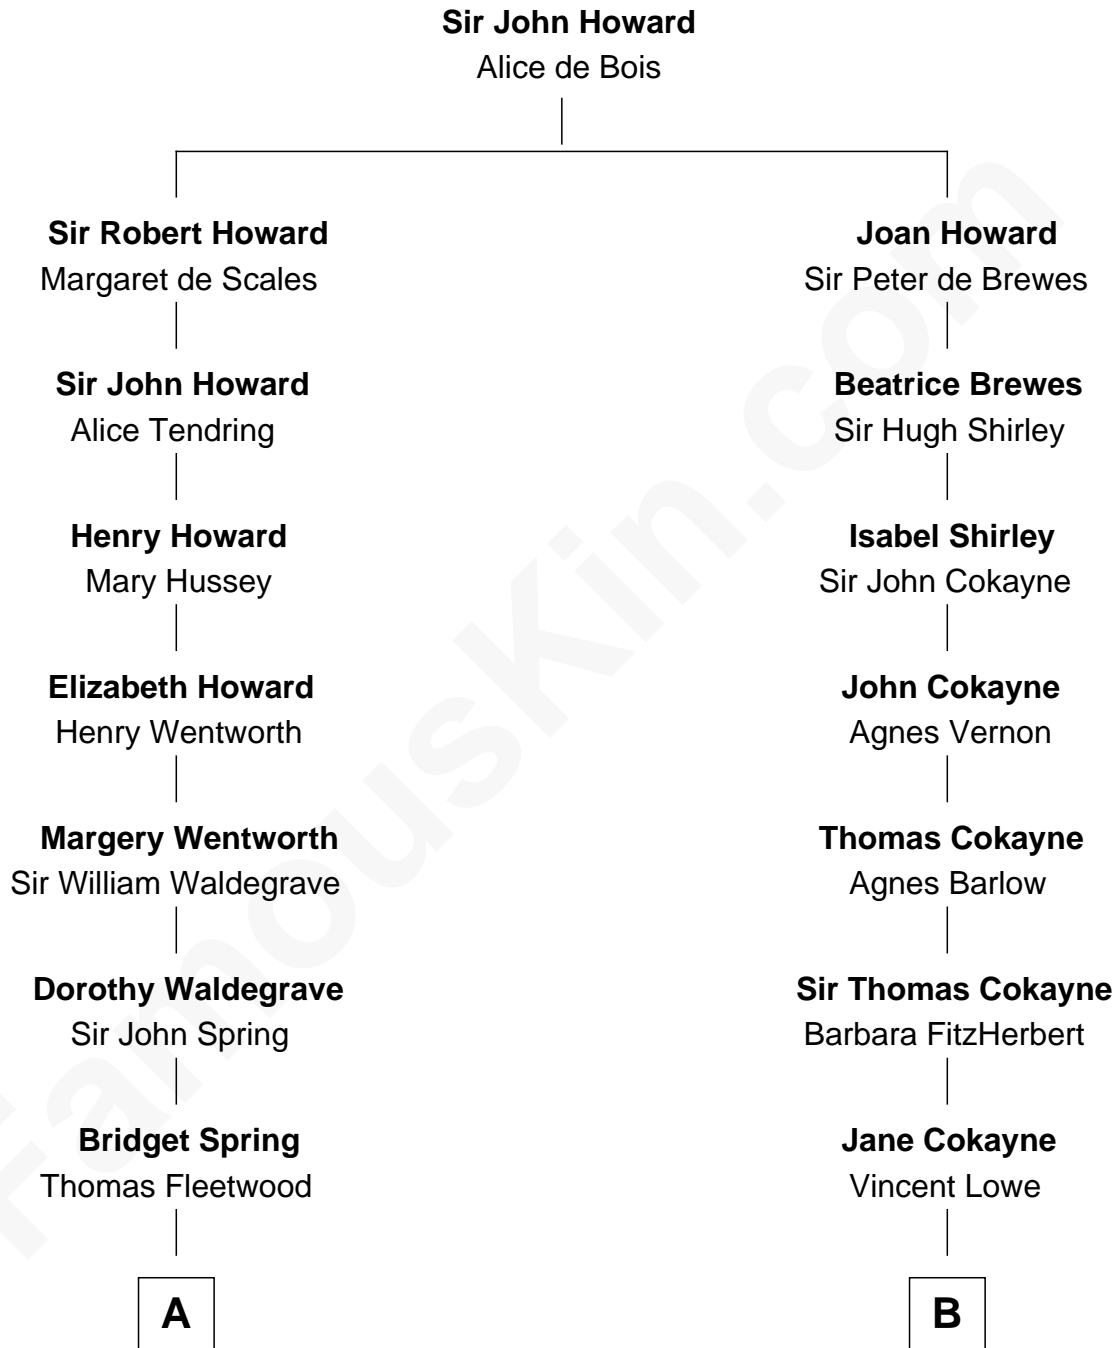 Sir John Howard
Alice de Bois
Sir Robert Howard
Margaret de Scales
Joan Howard
Sir Peter de Brewes
Sir John Howard
Alice Tendring
Beatrice Brewes
Sir Hugh Shirley
Henry Howard
Mary Hussey
Isabel Shirley
Sir John Cokayne
Elizabeth Howard
Henry Wentworth
John Cokayne
Agnes Vernon
Margery Wentworth
Sir William Waldegrave
Thomas Cokayne
Agnes Barlow
Dorothy Waldegrave
Sir John Spring
Sir Thomas Cokayne
Barbara FitzHerbert
Bridget Spring
Thomas Fleetwood
Jane Cokayne
Vincent Lowe
A
B
FamousKin.com